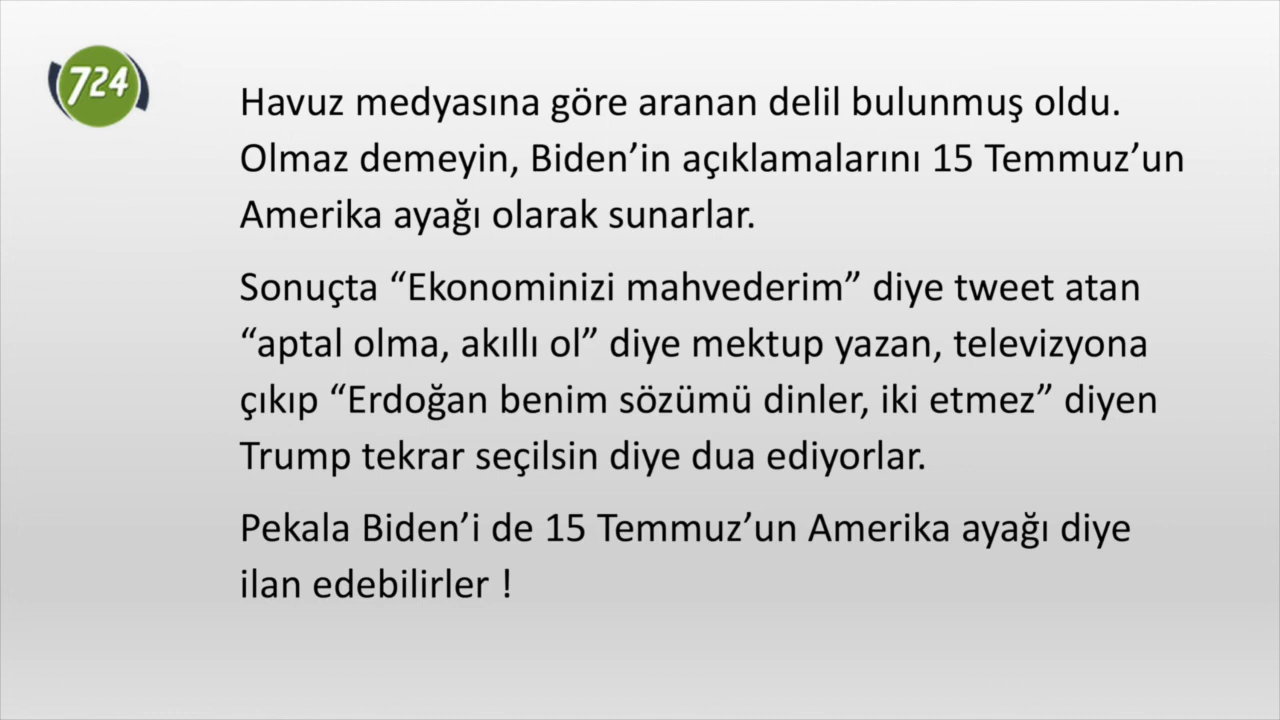 724
Havuz medyasına göre aranan delil bulunmuş oldu.
Olmaz demeyin, Biden’in açıklamalarını 15 Temmuz’un
Amerika ayağı olarak sunarlar.
Sonuçta “Ekonominizi mahvederim” diye tweet atan
“aptal olma, akıllı ol” diye mektup yazan, televizyona
çıkıp “Erdoğan benim sözümü dinler, iki etmez” diyen
Trump tekrar seçilsin diye dua ediyorlar.
Pekala Biden’i de 15 Temmuz’un Amerika ayağı diye
ilan edebilirler !